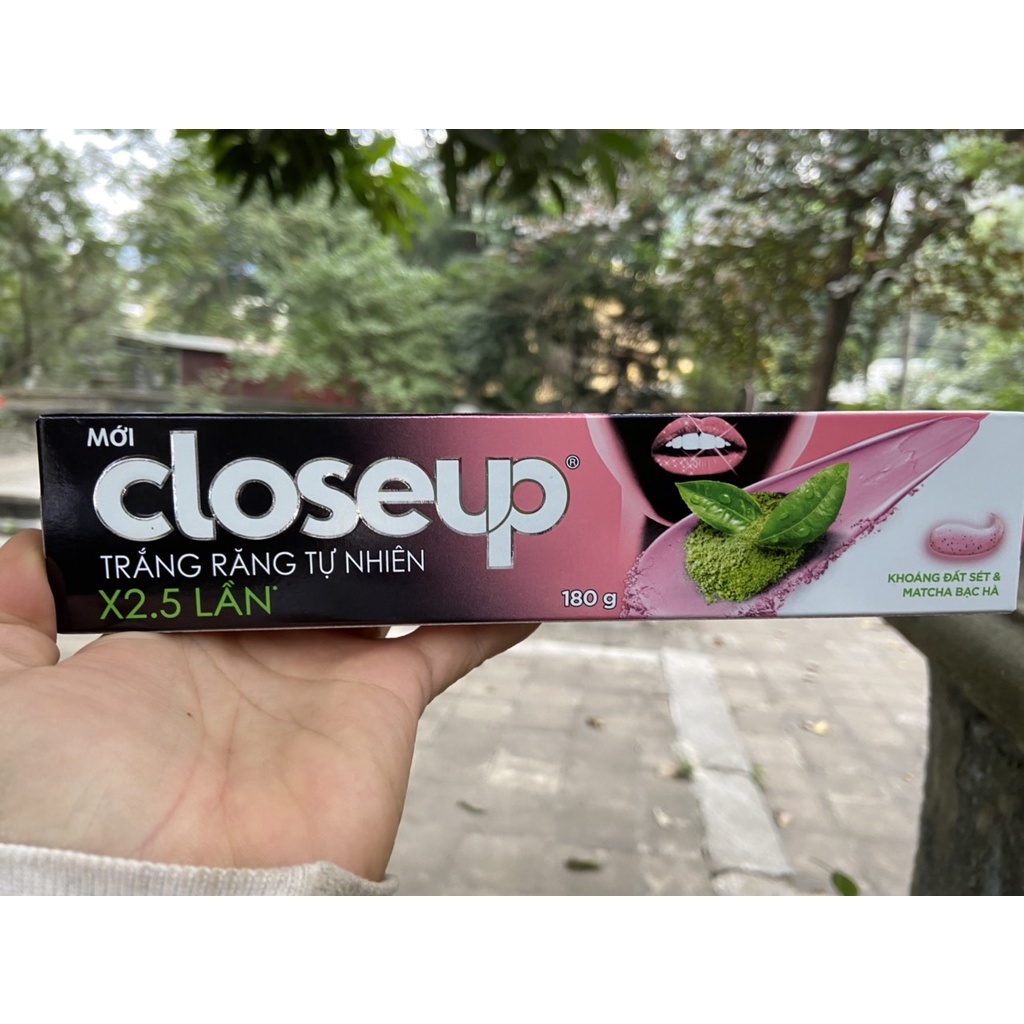 MỚI
closeup®
TRẮNG RĂNG TỰ NHIÊN
X2.5 LẦN*
180 g
KHOÁNG ĐẤT SÉT &
MATCHA BẠC HÀ